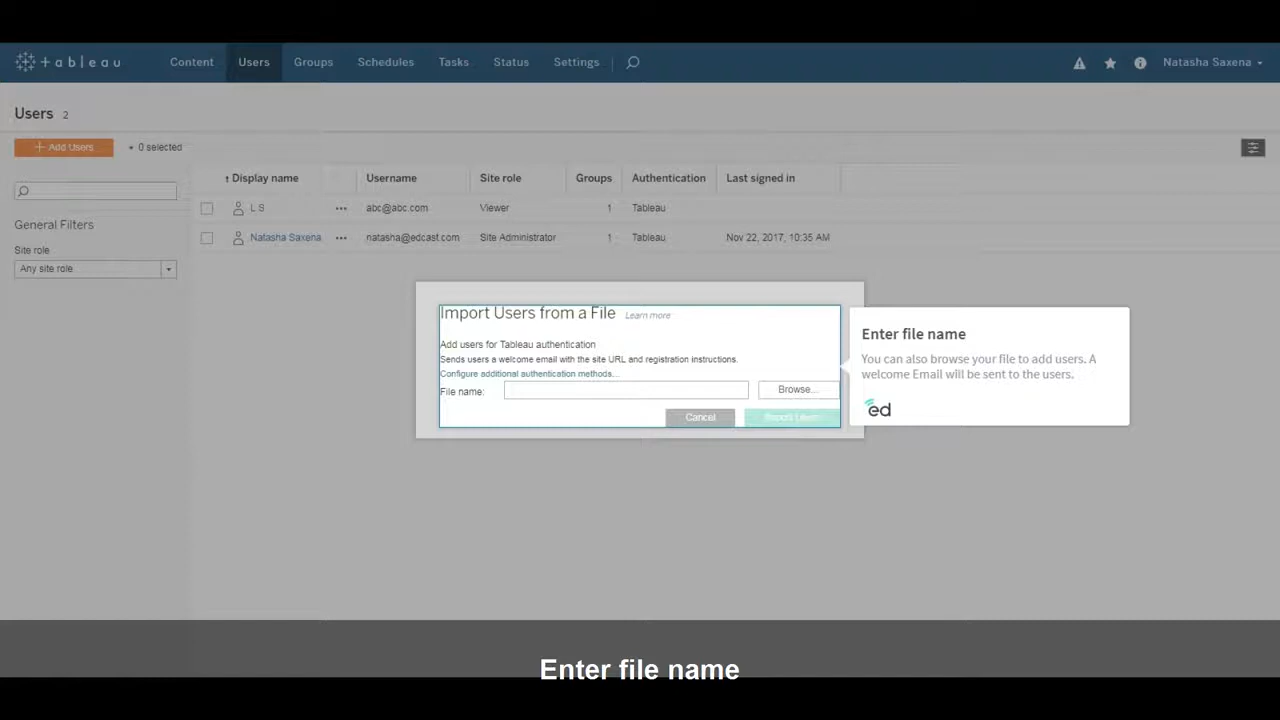 + a b l e a u Content Users Groups Schedules Tasks Status Settings Natasha Saxena
Users 2
Add Users 0 selected
Display name Username Site role Groups Authentication Last signed in
L S ••• abc@abc.com Viewer 1 Tableau
General Filters
Natasha Saxena ••• natasha@edcast.com Site Administrator 1 Tableau Nov 22, 2017, 10:35 AM
Site role
Any site role
Import Users from a File Learn more
Add users for Tableau authentication
Sends users a welcome email with the site URL and registration instructions.
Configure additional authentication methods...
File name: Browse...
Cancel Import Users
Enter file name
You can also browse your file to add users. A
welcome Email will be sent to the users.
ed
Enter file name